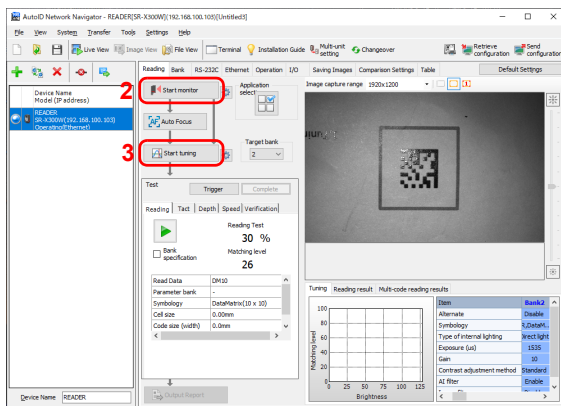 AutoID Network Navigator - READER[SR-X300W](192.168.100.103)[Untitled3]
File View System Transfer Tools Settings Help
Live View Image View File View Terminal Installation Guide Multi-unit setting Changeover Retrieve configuration Send configuration
Device Name
Model (IP address)
READER
SR-X300W(192.168.100.103)
Operating(Ethernet)
Device Name READER
Reading Bank RS-232C Ethernet Operation I/O Saving Images Comparison Settings Table Default Settings
2 Start monitor
Application select
AF Auto Focus
3 Start tuning
Target bank
2
Test Trigger Complete
Reading Tact Depth Speed Verification
Reading Test
30 %
Bank specification
Matching level
26
Read Data DM10
Parameter bank -
Symbology DataMatrix(10 x 10)
Cell size 0.00mm
Code size (width) 0.0mm
Output Report
Image capture range 1920x1200
Tuning Reading result Multi-code reading results
Matching level
100
80
60
40
20
0
0 25 50 75 100 125
Brightness
Item Bank2
Alternate Disable
Symbology R,DataM..
Type of internal lighting Direct light
Exposure (us) 1535
Gain 10
Contrast adjustment method Standard
AI filter Enable